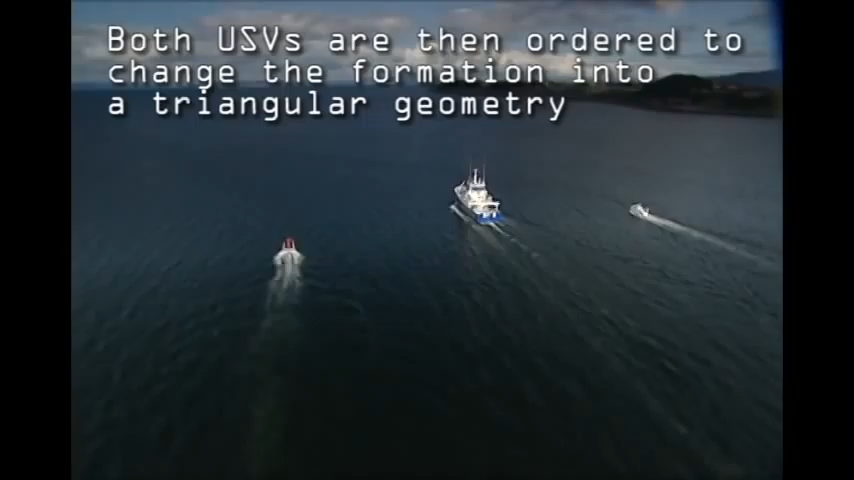 Both USVs are then ordered to
change the formation into
a triangular geometry